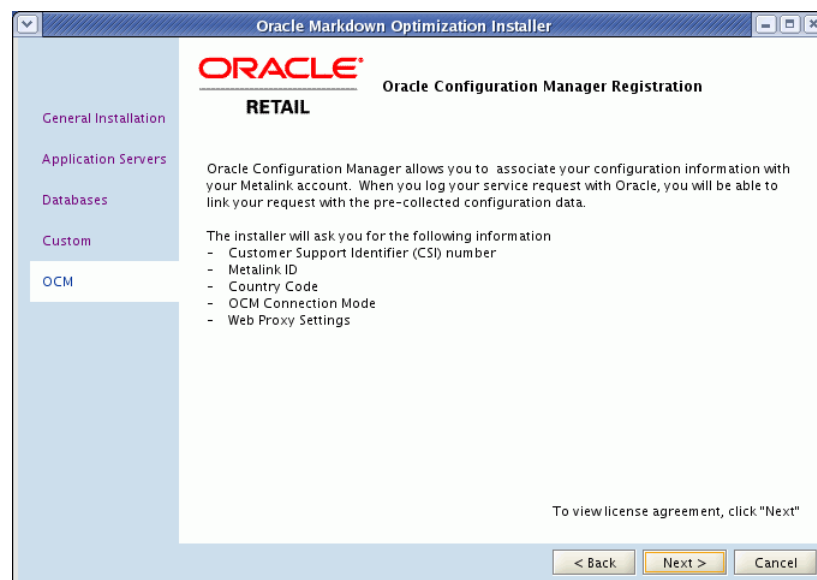 Oracle Markdown Optimization Installer
ORACLE
RETAIL
Oracle Configuration Manager Registration
General Installation
Application Servers
Databases
Custom
OCM
Oracle Configuration Manager allows you to associate your configuration information with
your Metalink account. When you log your service request with Oracle, you will be able to
link your request with the pre-collected configuration data.
The installer will ask you for the following information
- Customer Support Identifier (CSI) number
- Metalink ID
- Country Code
- OCM Connection Mode
- Web Proxy Settings
To view license agreement, click "Next"
< Back
Next >
Cancel